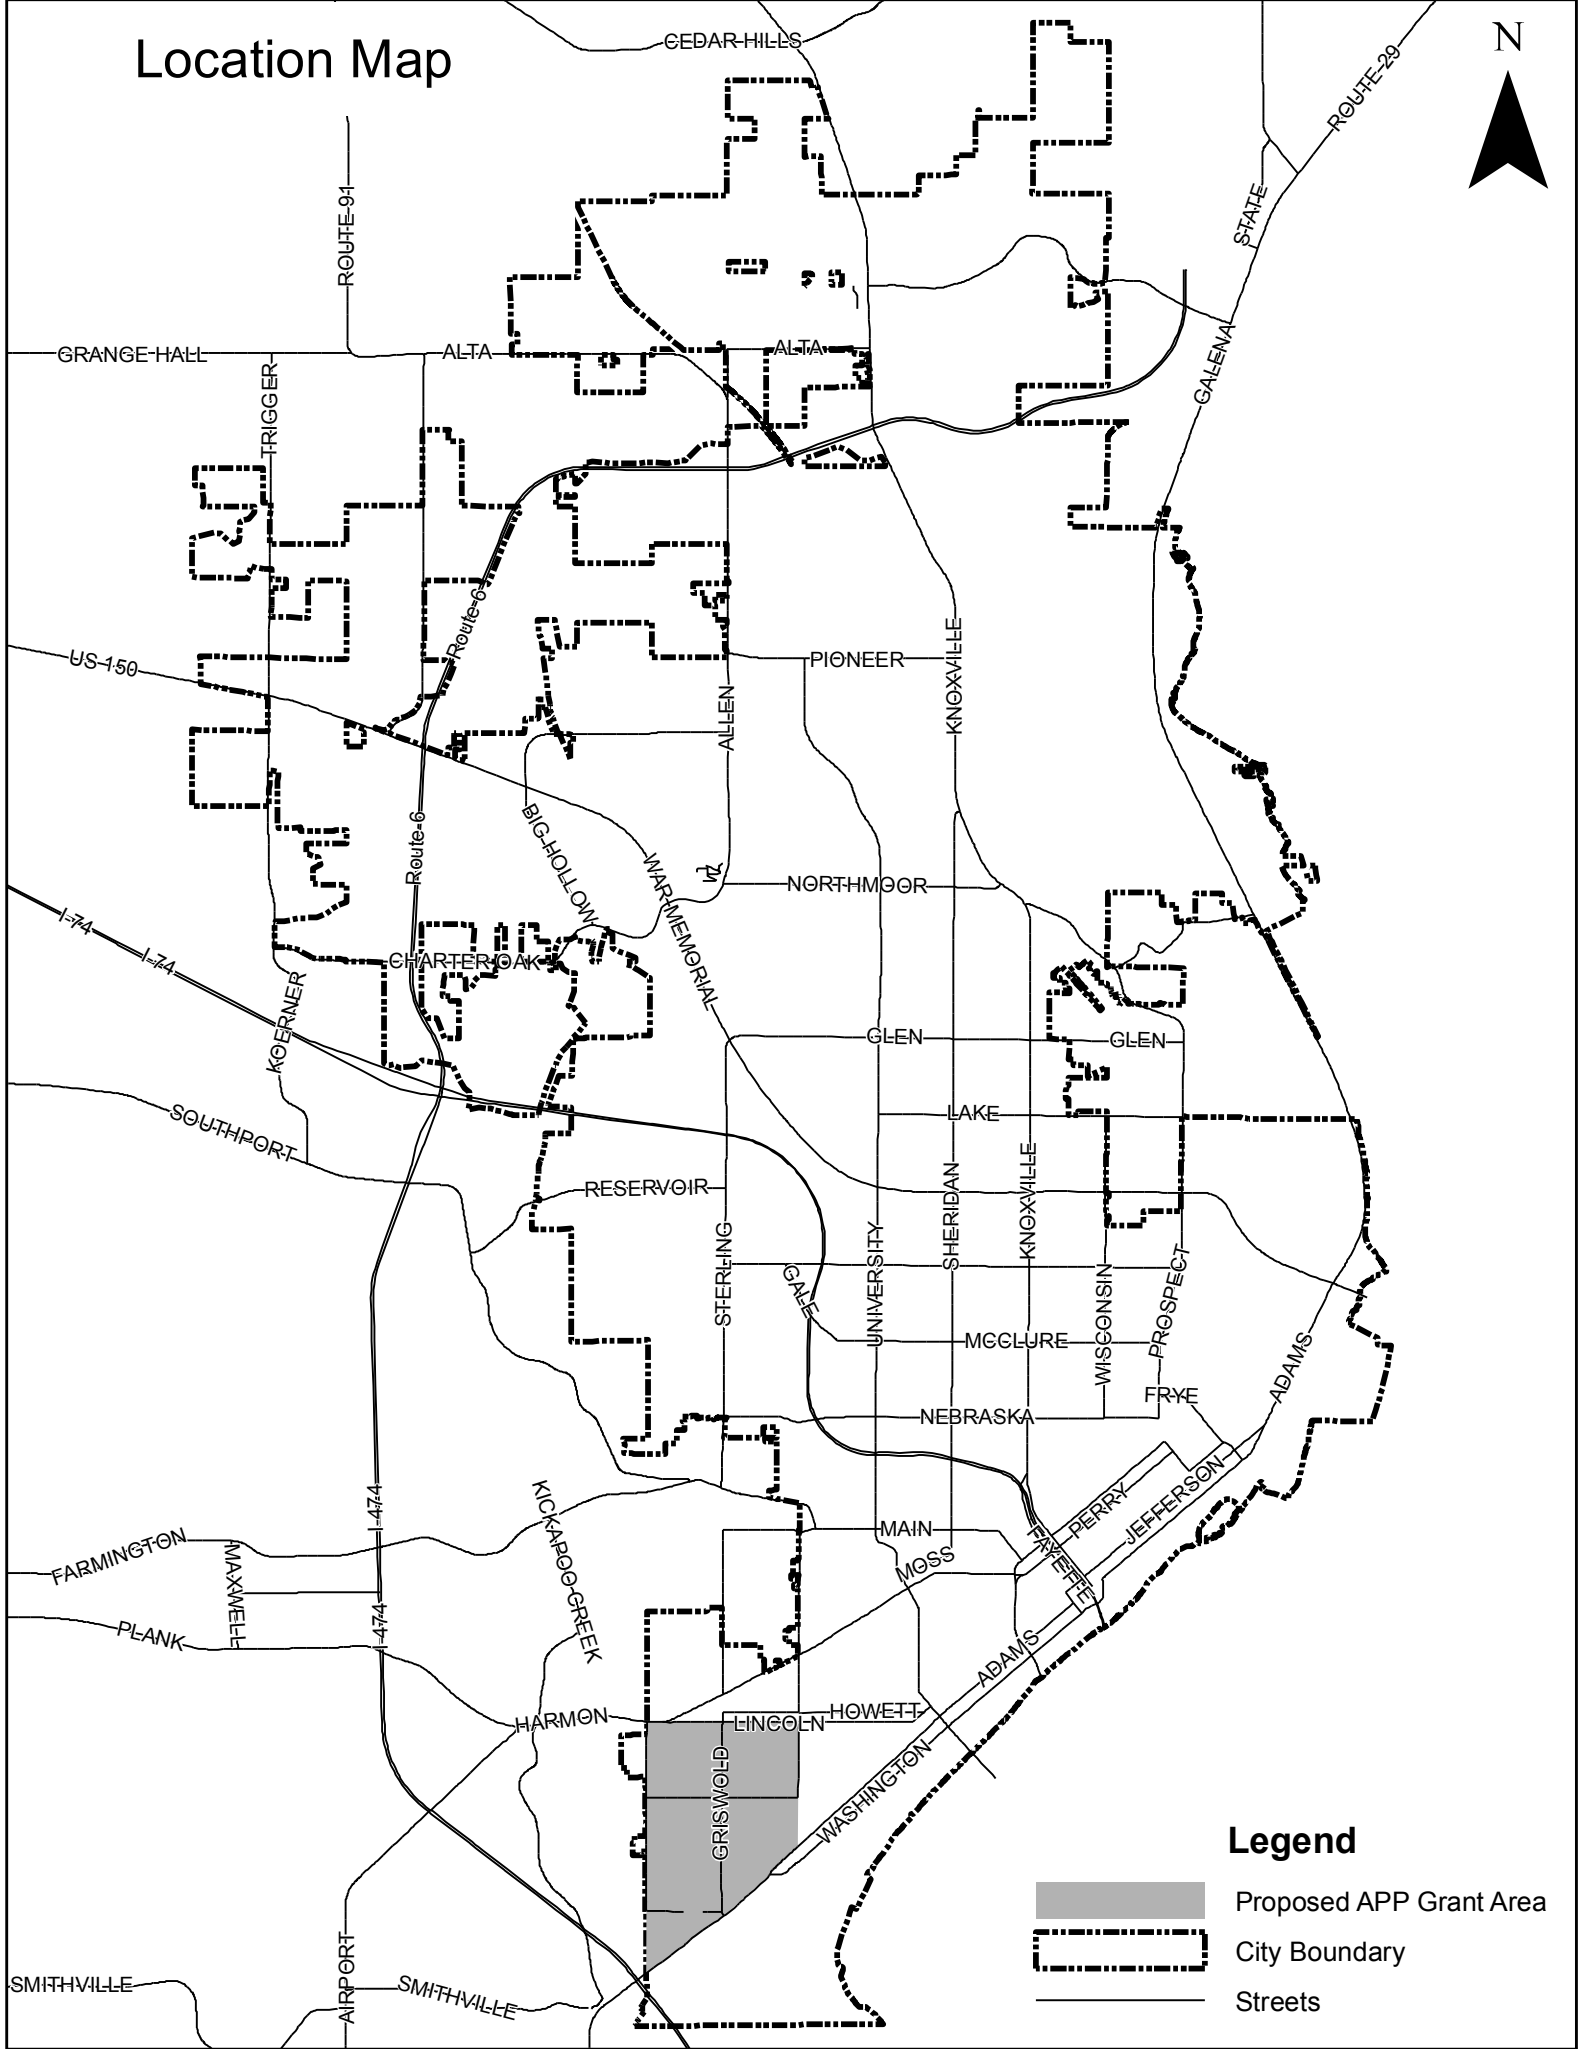 Location Map
N
CEDAR HILLS
ROUTE 29
ROUTE 91
STATE
GRANGE HALL
ALTA
ALTA
GALENA
TRIGGER
Route 6
US 150
PIONEER
KNOXVILLE
ALLEN
Route 6
BIG HOLLOW
WAR MEMORIAL
NORTHMOOR
I-74
I-74
CHARTER OAK
KOERNER
GLEN
GLEN
SOUTHPORT
LAKE
RESERVOIR
STERLING
GALE
UNIVERSITY
SHERIDAN
KNOXVILLE
WISCONSIN
PROSPECT
MCCLURE
ADAMS
FRYE
NEBRASKA
I-474
KICKAPOO CREEK
PERRY
JEFFERSON
MAIN
FARMINGTON
MAXWELL
MOSS
FAYETTE
I-474
PLANK
ADAMS
HARMON
HOWETT
LINCOLN
GRISWOLD
WASHINGTON
Legend
Proposed APP Grant Area
City Boundary
Streets
SMITHVILLE
AIRPORT
SMITHVILLE